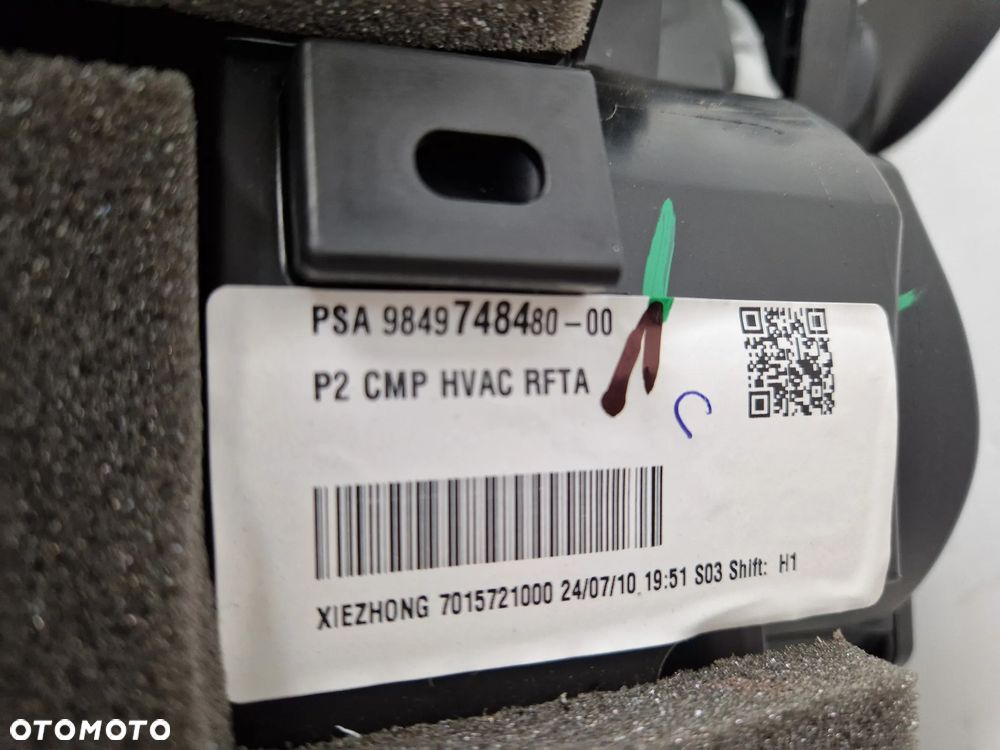 PSA 9849748480-00
P2 CMP HVAC RFTA
C
XIEZHONG 7015721000 24/07/10 19:51 S03 Shift: H1
OTOMOTO